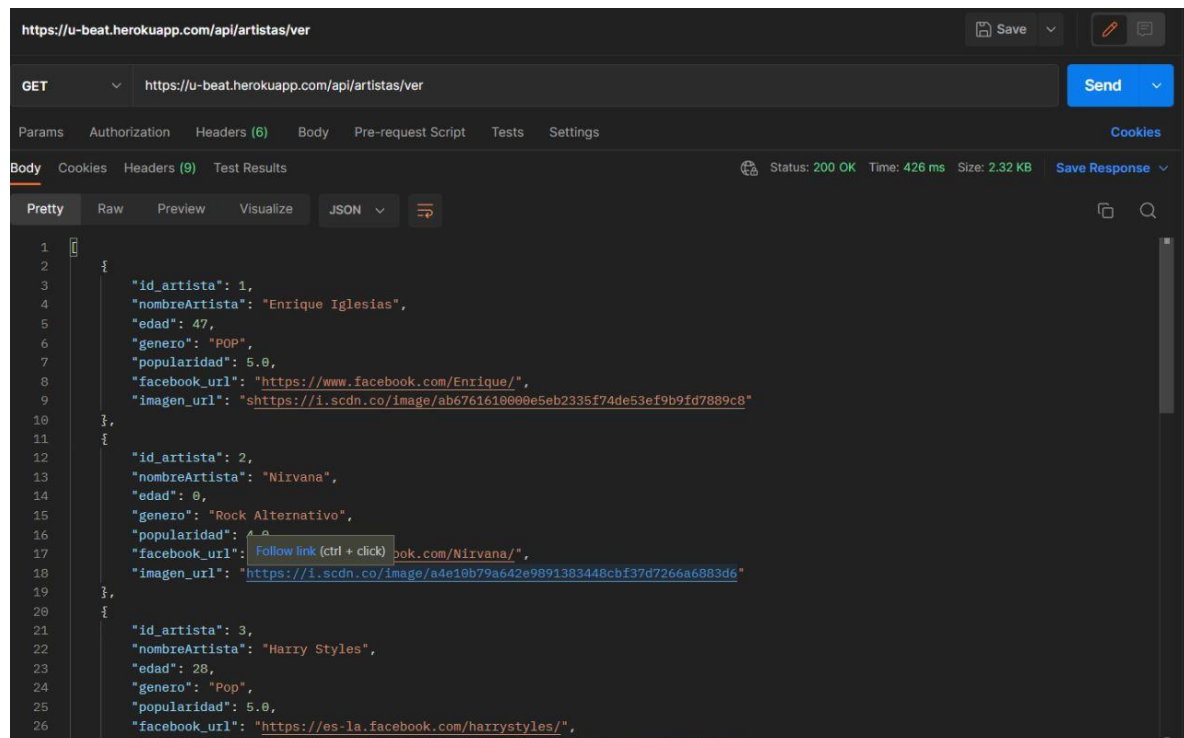 https://u-beat.herokuapp.com/api/artistas/ver Save
GET https://u-beat.herokuapp.com/api/artistas/ver Send
Params Authorization Headers (6) Body Pre-request Script Tests Settings Cookies
Body Cookies Headers (9) Test Results Status: 200 OK Time: 426 ms Size: 2.32 KB Save Response
Pretty Raw Preview Visualize JSON
1 [
2 {
3 "id_artista": 1,
4 "nombreArtista": "Enrique Iglesias",
5 "edad": 47,
6 "genero": "POP",
7 "popularidad": 5.0,
8 "facebook_url": "https://www.facebook.com/Enrique/",
9 "imagen_url": "shttps://i.scdn.co/image/ab6761610000e5eb2335f74de53ef9b9fd7889c8"
10 },
11 {
12 "id_artista": 2,
13 "nombreArtista": "Nirvana",
14 "edad": 0,
15 "genero": "Rock Alternativo",
16 "popularidad":
17 "facebook_url": Follow link (ctrl + click) ook.com/Nirvana/",
18 "imagen_url": "https://i.scdn.co/image/a4e10b79a642e9891383448cbf37d7266a6883d6"
19 },
20 {
21 "id_artista": 3,
22 "nombreArtista": "Harry Styles",
23 "edad": 28,
24 "genero": "Pop",
25 "popularidad": 5.0,
26 "facebook_url": "https://es-la.facebook.com/harrystyles/",